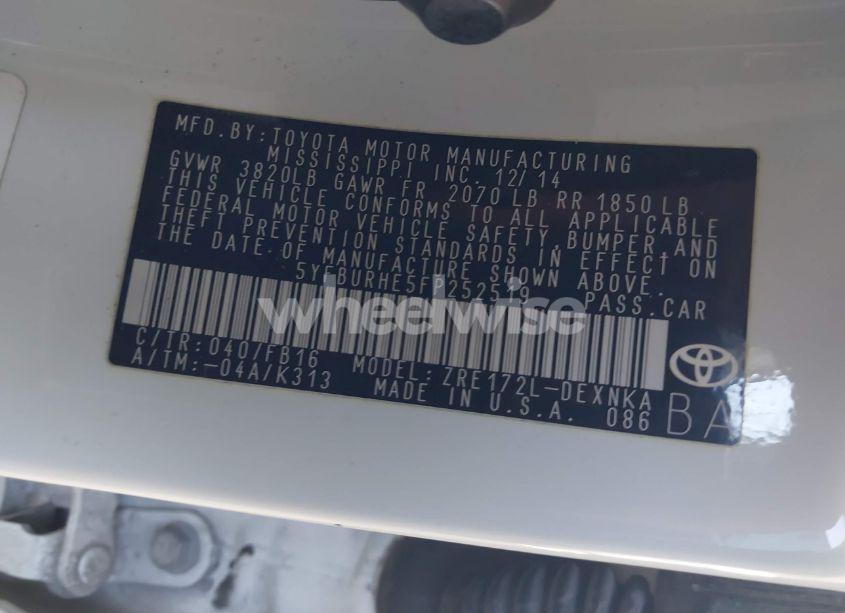 MFD.BY:TOYOTA MOTOR MANUFACTURING
MISSISSIPPI INC. 12/14
GVWR 3820LB GAWR FR 2070 LB RR 1850 LB
THIS VEHICLE CONFORMS TO ALL APPLICABLE
FEDERAL MOTOR VEHICLE SAFETY,BUMPER AND
THEFT PREVENTION STANDARDS IN EFFECT ON
THE DATE OF MANUFACTURE SHOWN ABOVE.
5YFBURHE5FP252519 PASS.CAR
wheelwise
C/TR:040/FB16 MODEL:ZRE172L-DEXNKA
A/TM:-04A/K313 MADE IN U.S.A. 086 BA